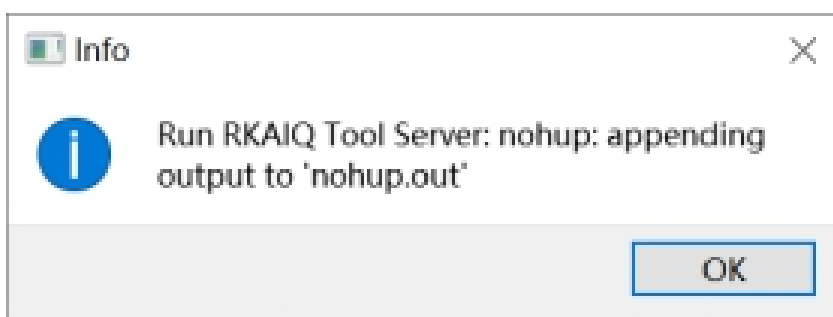 Info
Run RKAIQ Tool Server: nohup: appending
output to 'nohup.out'
OK